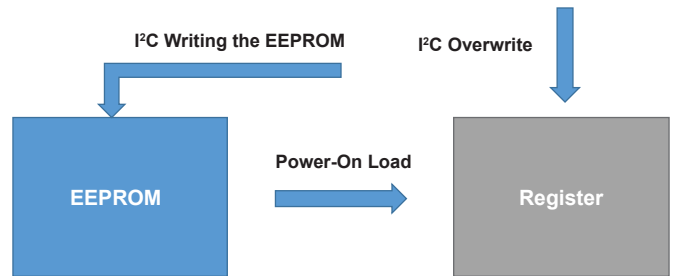 I²C Writing the EEPROM
I²C Overwrite
EEPROM
Power-On Load
Register